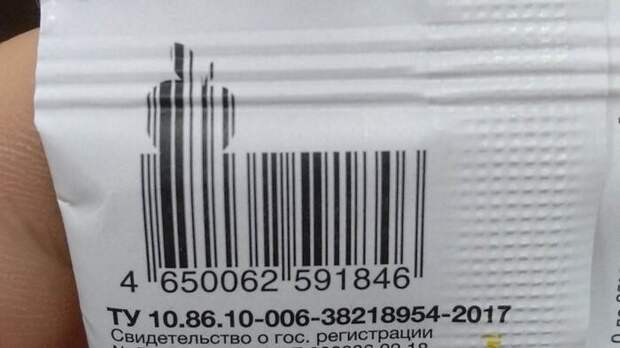 4 650062 591846
ТУ 10.86.10-006-38218954-2017
Свидетельство о гос. регистрации